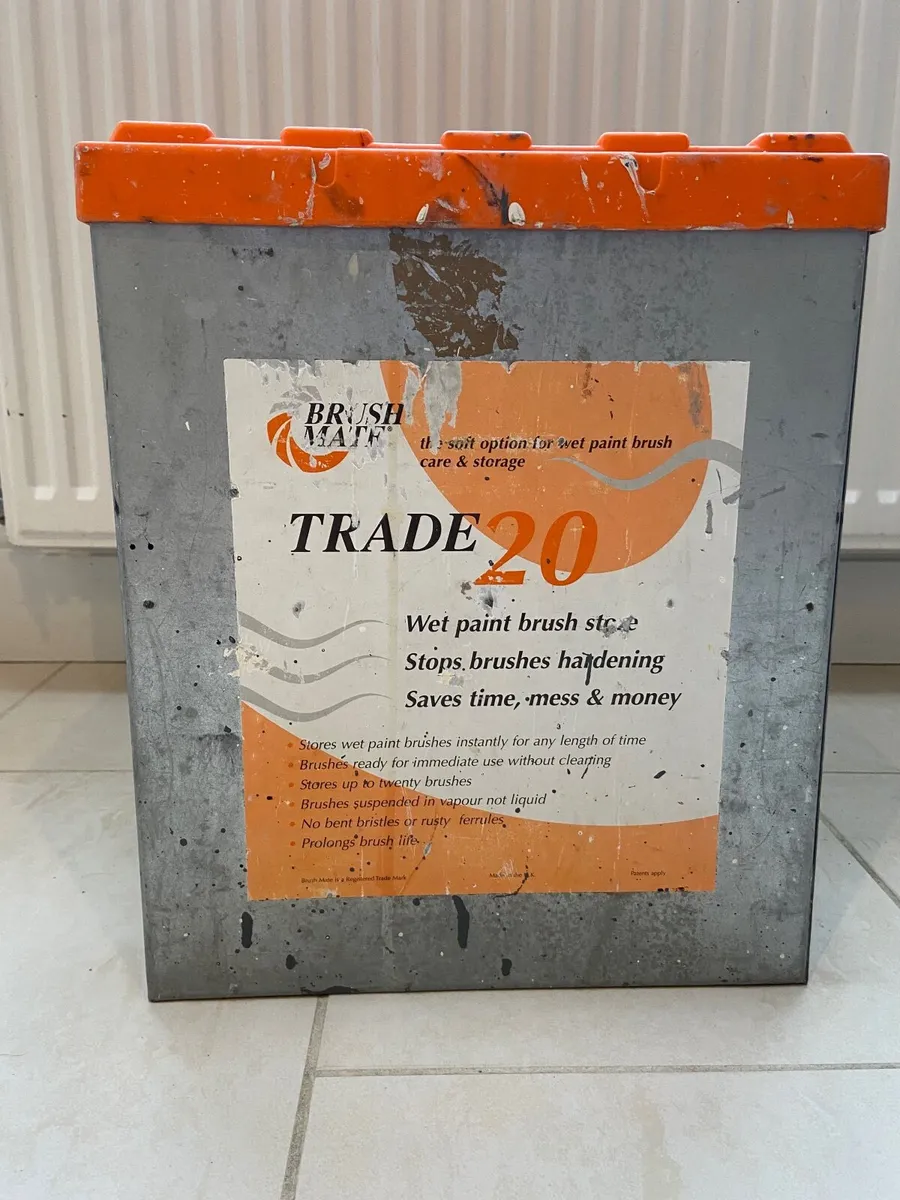 BRUSH
MATE®
the soft option for wet paint brush
care & storage
TRADE 20
Wet paint brush store
Stops brushes hardening
Saves time, mess & money
• Stores wet paint brushes instantly for any length of time
• Brushes ready for immediate use without cleaning
• Stores up to twenty brushes
• Brushes suspended in vapour not liquid
• No bent bristles or rusty ferrules
• Prolongs brush life
Brush Mate is a Registered Trade Mark
Made in the U.K.
Patents apply